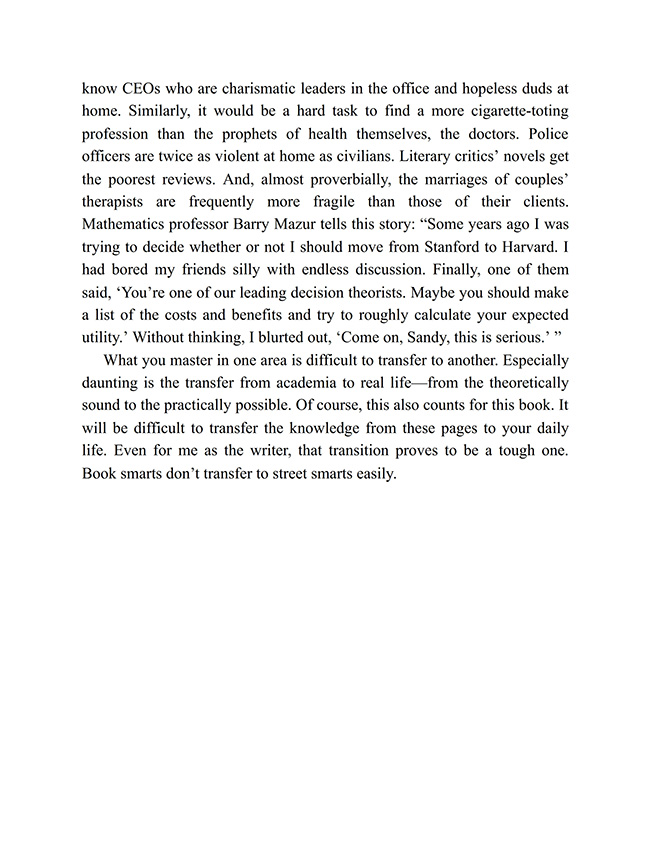 know CEOs who are charismatic leaders in the office and hopeless duds at
home. Similarly, it would be a hard task to find a more cigarette-toting
profession than the prophets of health themselves, the doctors. Police
officers are twice as violent at home as civilians. Literary critics’ novels get
the poorest reviews. And, almost proverbially, the marriages of couples’
therapists are frequently more fragile than those of their clients.
Mathematics professor Barry Mazur tells this story: “Some years ago I was
trying to decide whether or not I should move from Stanford to Harvard. I
had bored my friends silly with endless discussion. Finally, one of them
said, ‘You’re one of our leading decision theorists. Maybe you should make
a list of the costs and benefits and try to roughly calculate your expected
utility.’ Without thinking, I blurted out, ‘Come on, Sandy, this is serious.’ ”
What you master in one area is difficult to transfer to another. Especially
daunting is the transfer from academia to real life—from the theoretically
sound to the practically possible. Of course, this also counts for this book. It
will be difficult to transfer the knowledge from these pages to your daily
life. Even for me as the writer, that transition proves to be a tough one.
Book smarts don’t transfer to street smarts easily.